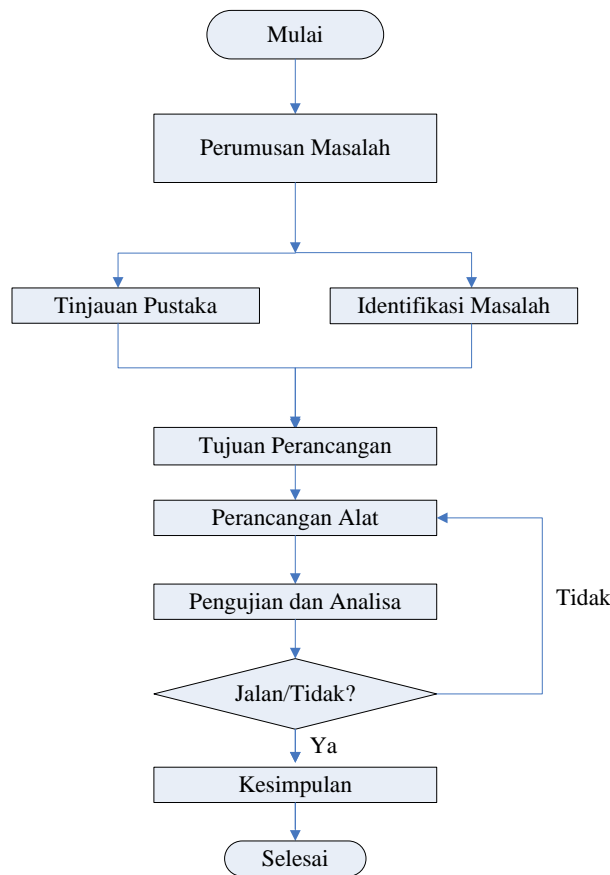 Mulai
Perumusan Masalah
Tinjauan Pustaka
Identifikasi Masalah
Tujuan Perancangan
Perancangan Alat
Pengujian dan Analisa
Tidak
Jalan/Tidak?
Ya
Kesimpulan
Selesai